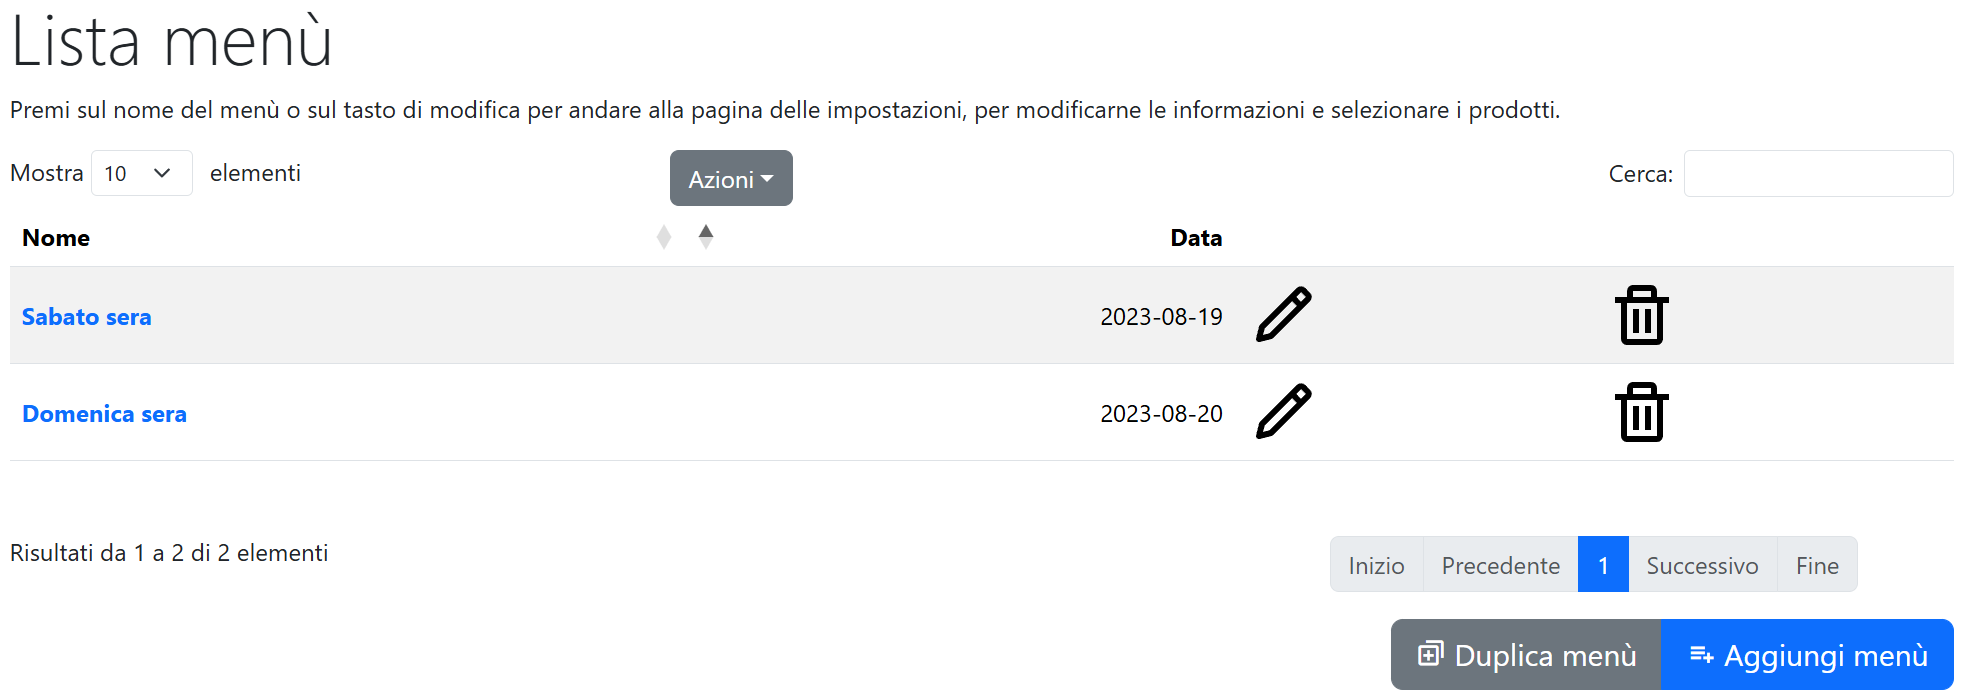 Lista menù
Premi sul nome del menù o sul tasto di modifica per andare alla pagina delle impostazioni, per modificarne le informazioni e selezionare i prodotti.
Mostra 10 elementi Azioni Cerca:
Nome Data
Sabato sera 2023-08-19
Domenica sera 2023-08-20
Risultati da 1 a 2 di 2 elementi
Inizio Precedente 1 Successivo Fine
Duplica menù Aggiungi menù